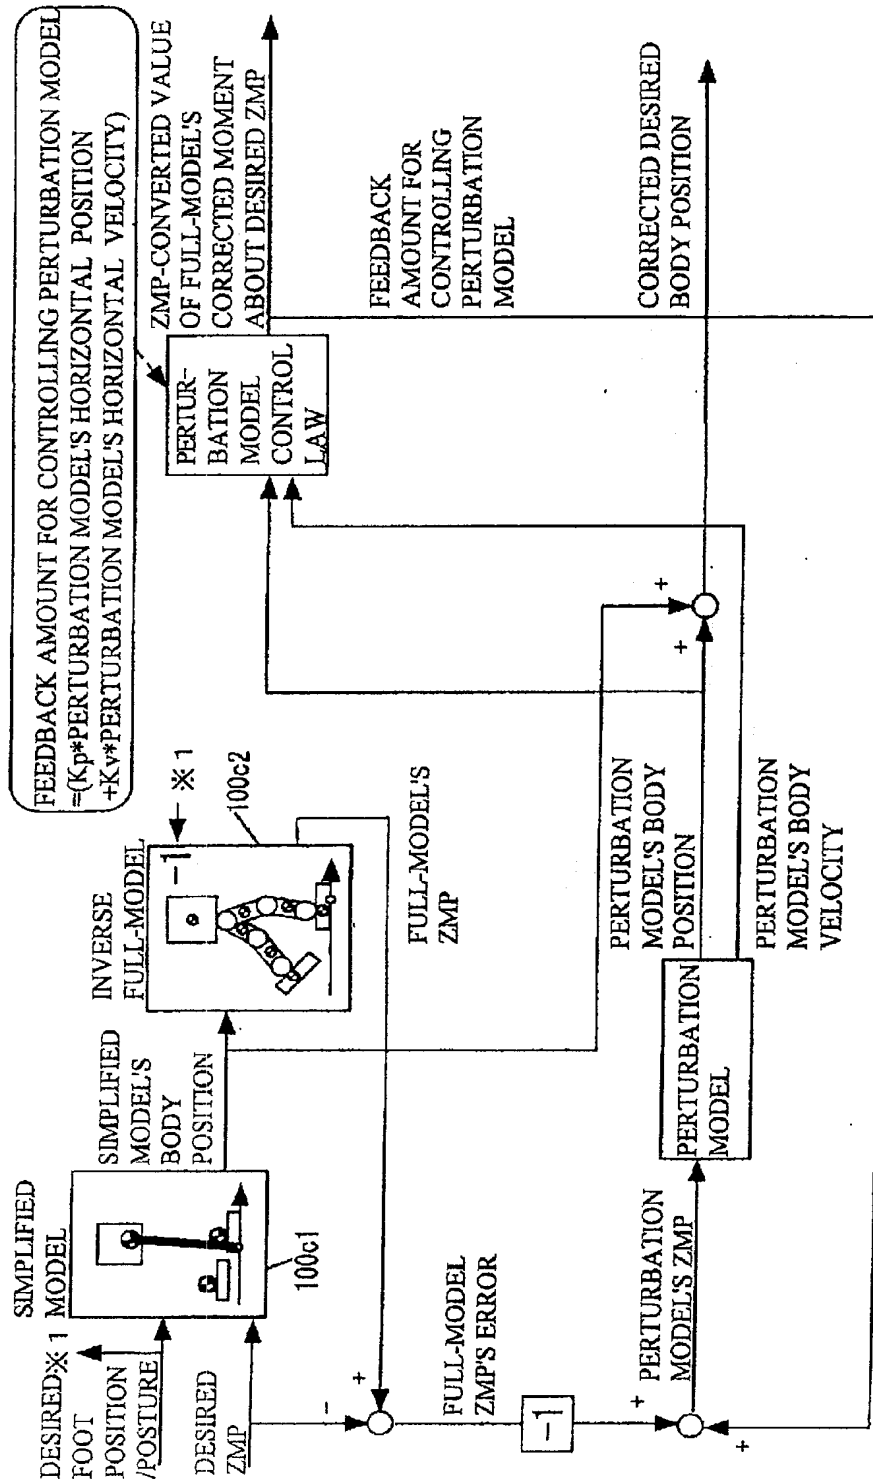 FEEDBACK AMOUNT FOR CONTROLLING PERTURBATION MODEL
=(Kp*PERTURBATION MODEL'S HORIZONTAL POSITION
+Kv*PERTURBATION MODEL'S HORIZONTAL VELOCITY)
DESIRED
FOOT
POSITION
/POSTURE
※1
DESIRED
ZMP
SIMPLIFIED
MODEL
100c1
SIMPLIFIED
MODEL'S
BODY
POSITION
INVERSE
FULL-MODEL
-1
※1
100c2
FULL-MODEL'S
ZMP
PERTUR-
BATION
MODEL
CONTROL
LAW
ZMP-CONVERTED VALUE
OF FULL-MODEL'S
CORRECTED MOMENT
ABOUT DESIRED ZMP
FEEDBACK
AMOUNT FOR
CONTROLLING
PERTURBATION
MODEL
-
+
FULL-MODEL
ZMP'S ERROR
-1
+
+
PERTURBATION
MODEL'S ZMP
PERTURBATION
MODEL
PERTURBATION
MODEL'S BODY
POSITION
PERTURBATION
MODEL'S BODY
VELOCITY
+
+
CORRECTED DESIRED
BODY POSITION